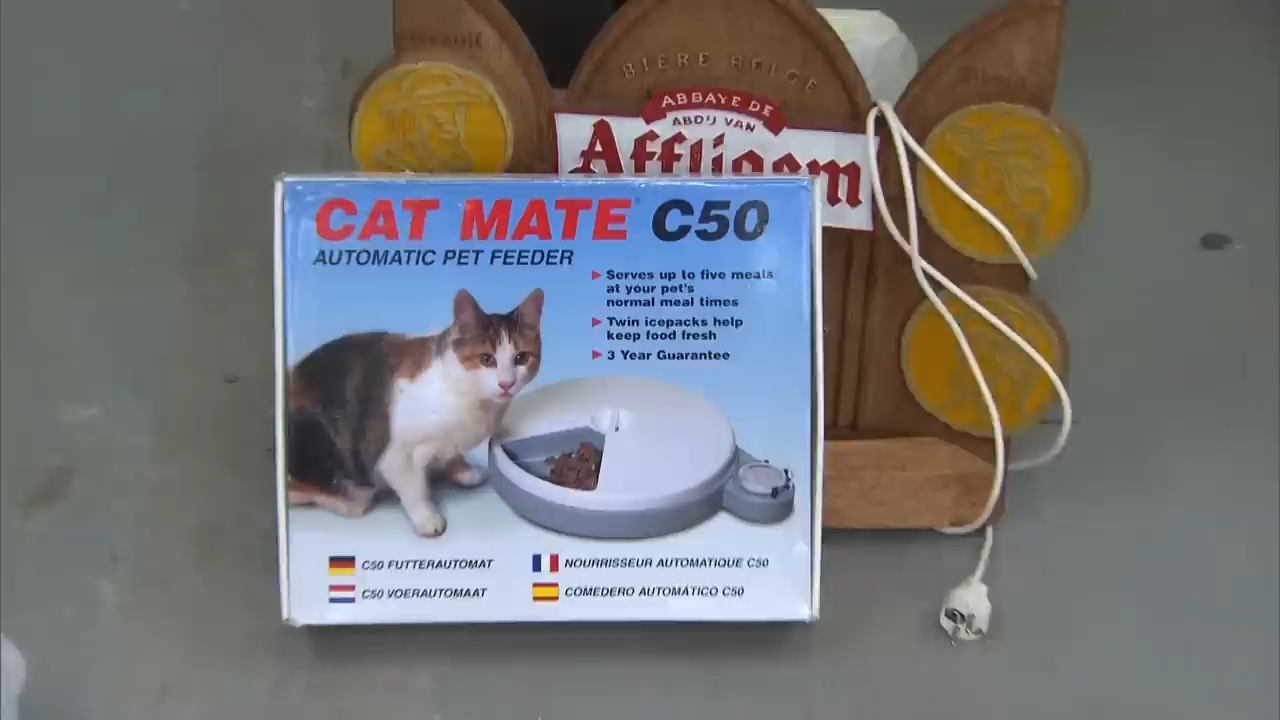 BIERE BELGE
ABBAYE DE
ABDIJ VAN
Affligem
CAT MATE C50
AUTOMATIC PET FEEDER
Serves up to five meals
at your pet's
normal meal times
Twin icepacks help
keep food fresh
3 Year Guarantee
C50 FUTTERAUTOMAT
NOURRISSEUR AUTOMATIQUE C50
C50 VOERAUTOMAAT
COMEDERO AUTOMÁTICO C50